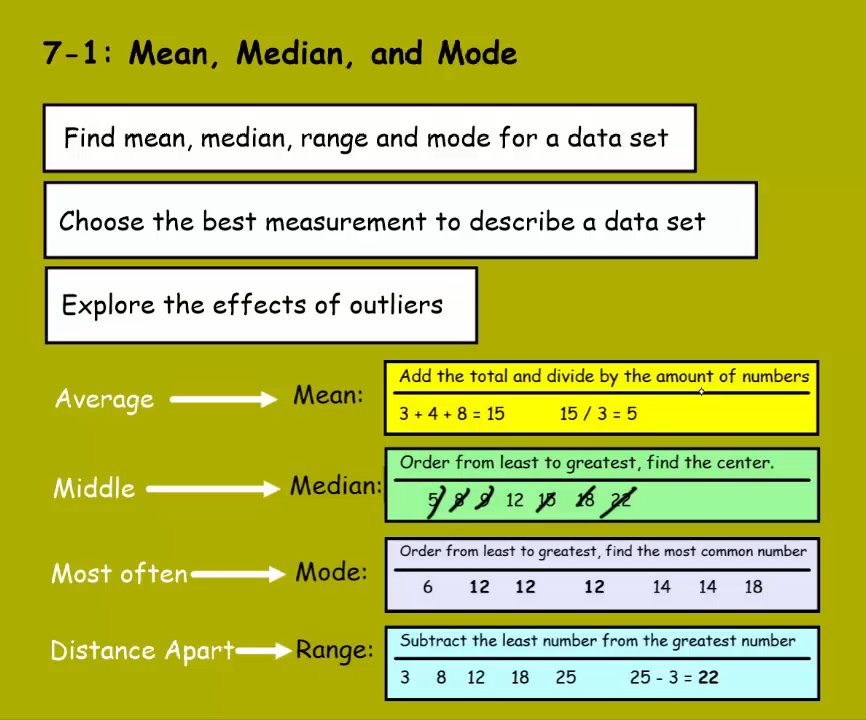 7-1: Mean, Median, and Mode
Find mean, median, range and mode for a data set
Choose the best measurement to describe a data set
Explore the effects of outliers
Average Mean: Add the total and divide by the amount of numbers
3 + 4 + 8 = 15 15 / 3 = 5
Middle Median: Order from least to greatest, find the center.
5 8 9 12 15 18 22
Most often Mode: Order from least to greatest, find the most common number
6 12 12 12 14 14 18
Distance Apart Range: Subtract the least number from the greatest number
3 8 12 18 25 25 - 3 = 22